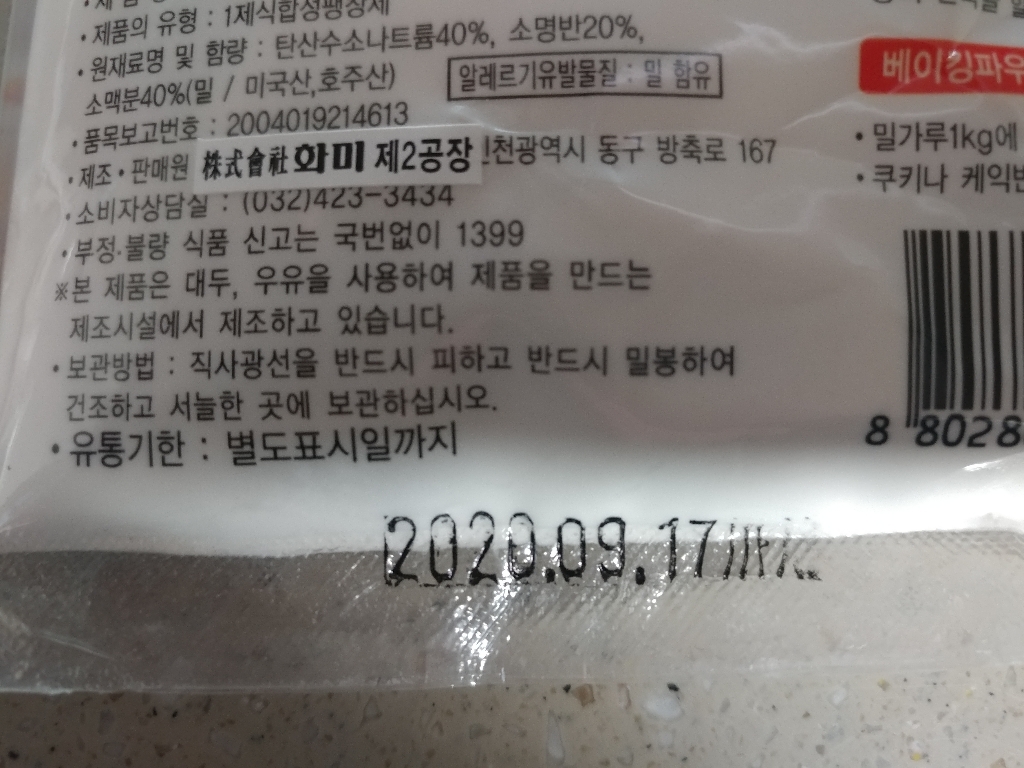 ·제품의 유형 : 1제식합성팽창제
·원재료명 및 함량 : 탄산수소나트륨40%, 소명반20%,
소맥분40%(밀 / 미국산,호주산)
알레르기유발물질 : 밀 함유
·품목보고번호 : 2004019214613
·제조·판매원 株式會社화미 제2공장 인천광역시 동구 방축로 167
·소비자상담실 : (032)423-3434
·부정·불량 식품 신고는 국번없이 1399
※본 제품은 대두, 우유을 사용하여 제품을 만드는
제조시설에서 제조하고 있습니다.
·보관방법 : 직사광선을 반드시 피하고 반드시 밀봉하여
건조하고 서늘한 곳에 보관하십시오.
·유통기한 : 별도표시일까지
2020.09.17까지
베이킹파우
·밀가루1kg에
·쿠키나 케익반
8 8028